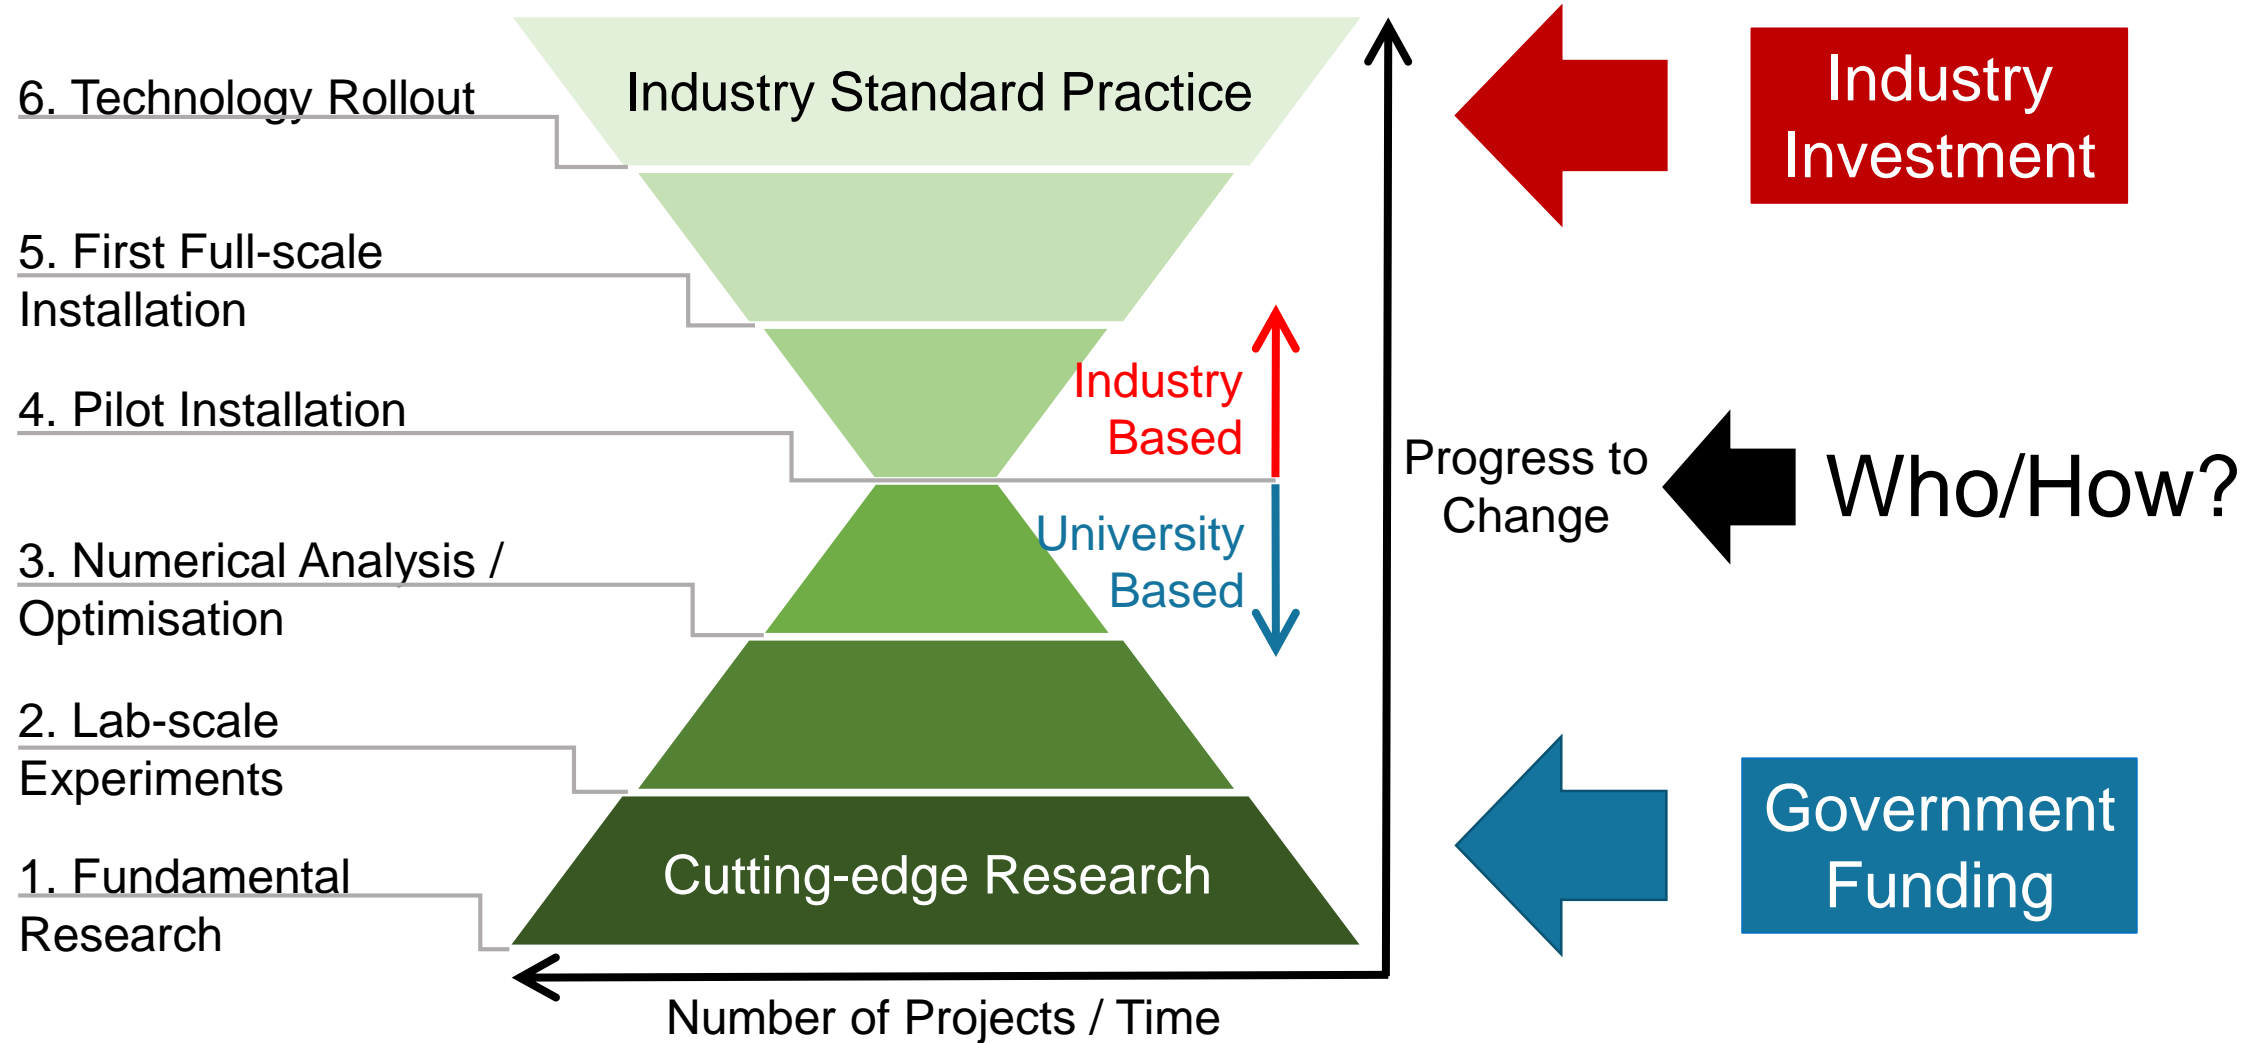 6. Technology Rollout
Industry Standard Practice
Industry
Investment
5. First Full-scale
Installation
4. Pilot Installation
Industry
Based
Progress to
Change
Who/How?
University
Based
3. Numerical Analysis /
Optimisation
2. Lab-scale
Experiments
1. Fundamental
Research
Cutting-edge Research
Government
Funding
Number of Projects / Time